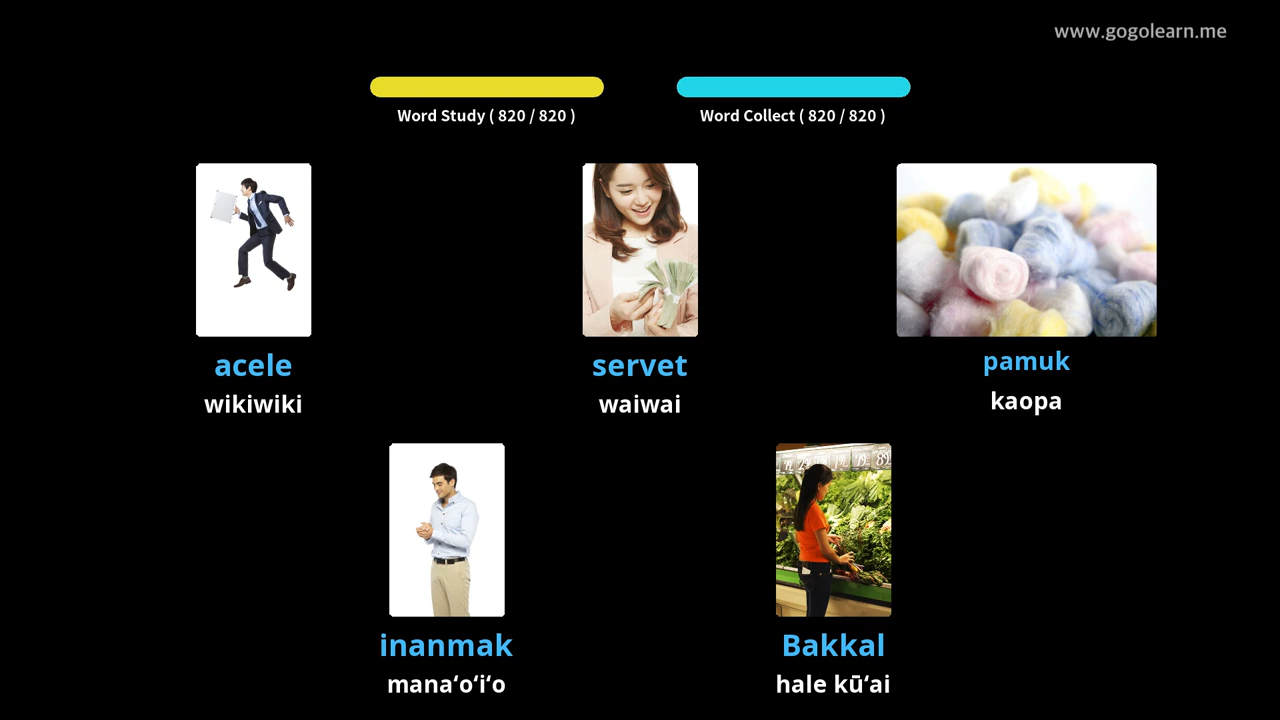 www.gogolearn.me
Word Study ( 820 / 820 )
Word Collect ( 820 / 820 )
acele
wikiwiki
servet
waiwai
pamuk
kaopa
inanmak
manaʻoʻiʻo
Bakkal
hale kūʻai